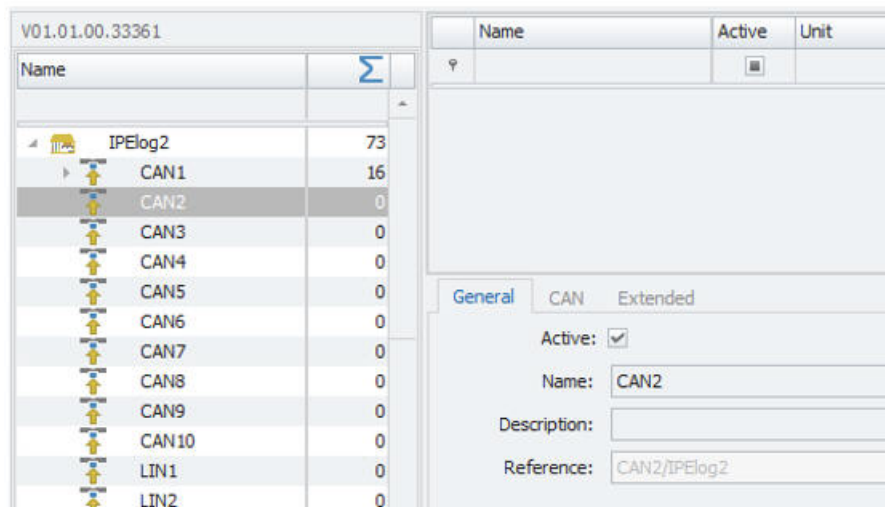 V01.01.00.33361
Name Σ
IPElog2 73
CAN1 16
CAN2 0
CAN3 0
CAN4 0
CAN5 0
CAN6 0
CAN7 0
CAN8 0
CAN9 0
CAN10 0
LIN1 0
LIN2 0
Name Active Unit
General CAN Extended
Active:
Name: CAN2
Description:
Reference: CAN2/IPElog2